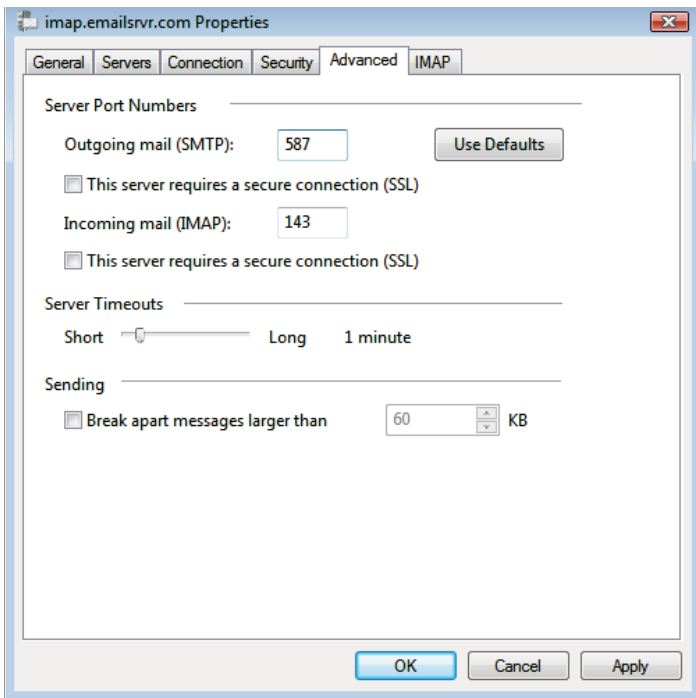 imap.emailsrvr.com Properties
General Servers Connection Security Advanced IMAP
Server Port Numbers
Outgoing mail (SMTP): 587 Use Defaults
This server requires a secure connection (SSL)
Incoming mail (IMAP): 143
This server requires a secure connection (SSL)
Server Timeouts
Short Long 1 minute
Sending
Break apart messages larger than 60 KB
OK Cancel Apply